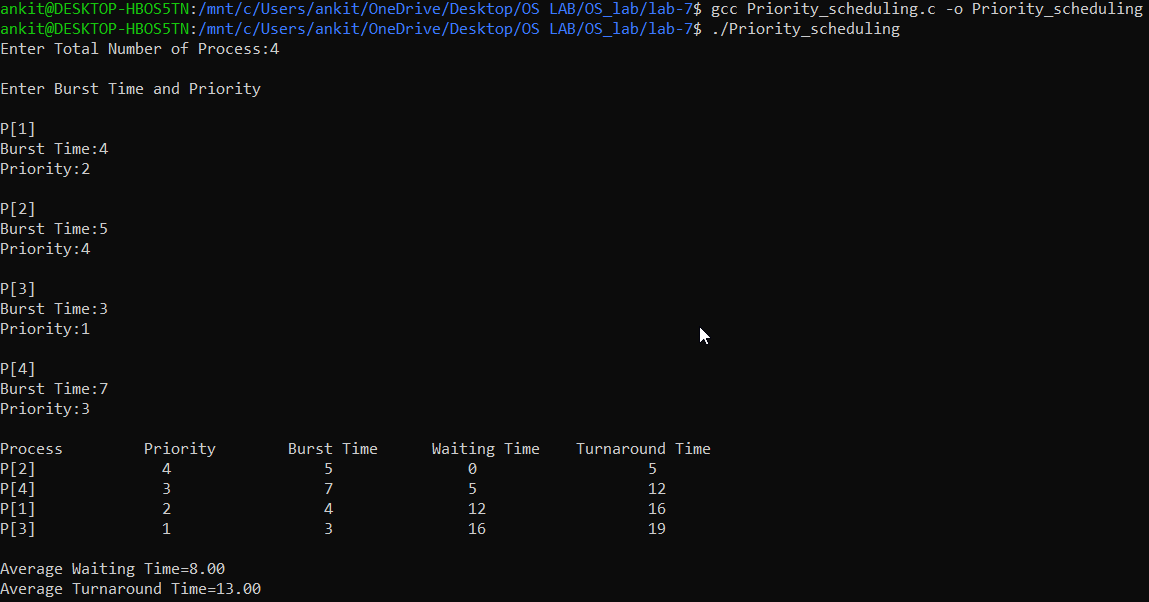 ankit@DESKTOP-HBOS5TN:/mnt/c/Users/ankit/OneDrive/Desktop/OS LAB/OS_lab/lab-7$ gcc Priority_scheduling.c -o Priority_scheduling
ankit@DESKTOP-HBOS5TN:/mnt/c/Users/ankit/OneDrive/Desktop/OS LAB/OS_lab/lab-7$ ./Priority_scheduling
Enter Total Number of Process:4
Enter Burst Time and Priority
P[1]
Burst Time:4
Priority:2
P[2]
Burst Time:5
Priority:4
P[3]
Burst Time:3
Priority:1
P[4]
Burst Time:7
Priority:3
Process Priority Burst Time Waiting Time Turnaround Time
P[2] 4 5 0 5
P[4] 3 7 5 12
P[1] 2 4 12 16
P[3] 1 3 16 19
Average Waiting Time=8.00
Average Turnaround Time=13.00